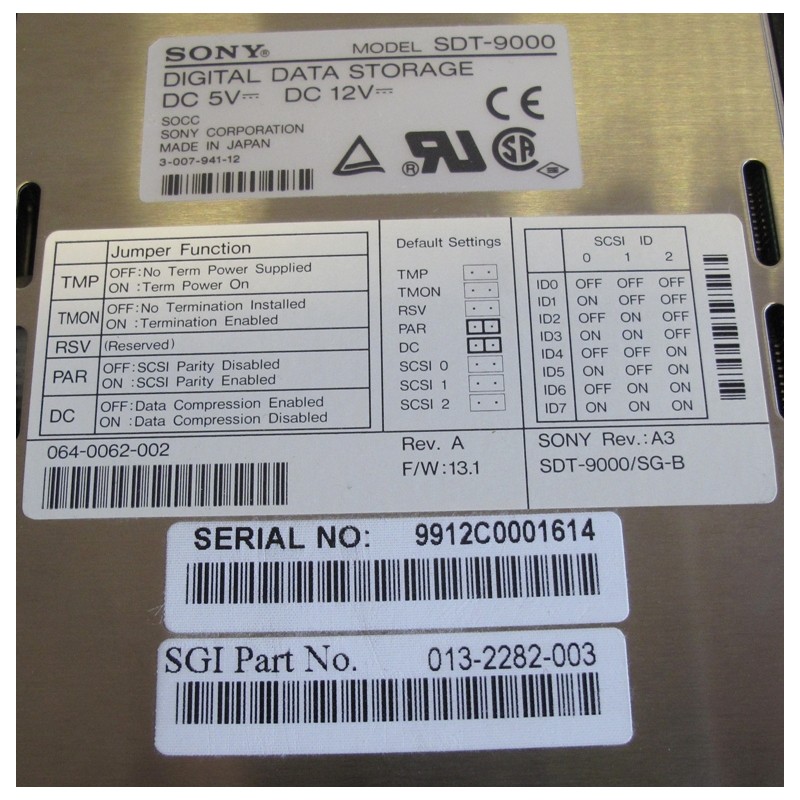 SONY® MODEL SDT-9000
DIGITAL DATA STORAGE
DC 5V⎓ DC 12V⎓
CE
SOCC
SONY CORPORATION
MADE IN JAPAN
3-007-941-12
® RU SA S
Jumper Function
TMP OFF:No Term Power Supplied
ON :Term Power On
TMON OFF:No Termination Installed
ON :Termination Enabled
RSV (Reserved)
PAR OFF:SCSI Parity Disabled
ON :SCSI Parity Enabled
DC OFF:Data Compression Enabled
ON :Data Compression Disabled
Default Settings
TMP
TMON
RSV
PAR
DC
SCSI 0
SCSI 1
SCSI 2
SCSI ID
0 1 2
ID0 OFF OFF OFF
ID1 ON OFF OFF
ID2 OFF ON OFF
ID3 ON ON OFF
ID4 OFF OFF ON
ID5 ON OFF ON
ID6 OFF ON ON
ID7 ON ON ON
064-0062-002
Rev. A
F/W:13.1
SONY Rev.:A3
SDT-9000/SG-B
SERIAL NO: 9912C0001614
SGI Part No. 013-2282-003